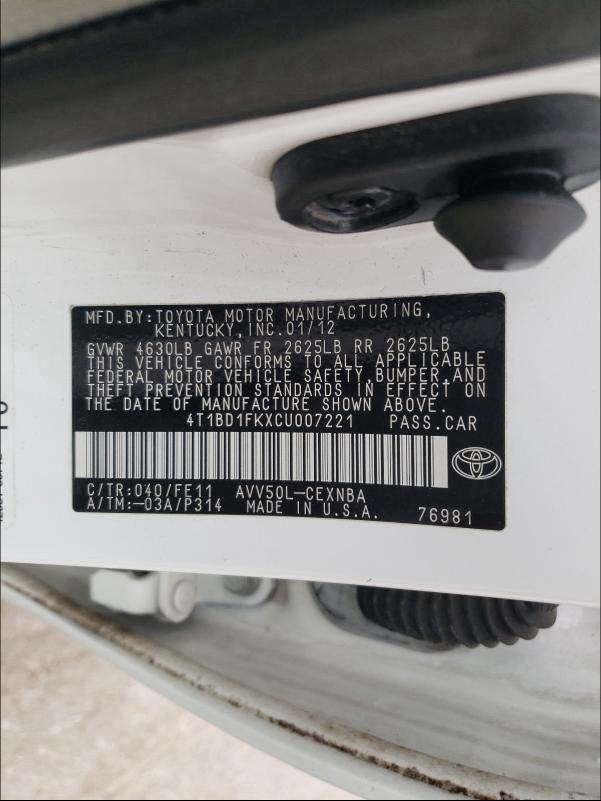 MFD.BY:TOYOTA MOTOR MANUFACTURING,
KENTUCKY, INC.01/12
GVWR 4630LB GAWR FR 2625LB RR 2625LB
THIS VEHICLE CONFORMS TO ALL APPLICABLE
FEDERAL MOTOR VEHICLE SAFETY, BUMPER, AND
THEFT PREVENTION STANDARDS IN EFFECT ON
THE DATE OF MANUFACTURE SHOWN ABOVE.
4T1BD1FKXCU007221 PASS.CAR
C/TR:040/FE11 AVV50L-CEXNBA
A/TM:-03A/P314 MADE IN U.S.A. 76981